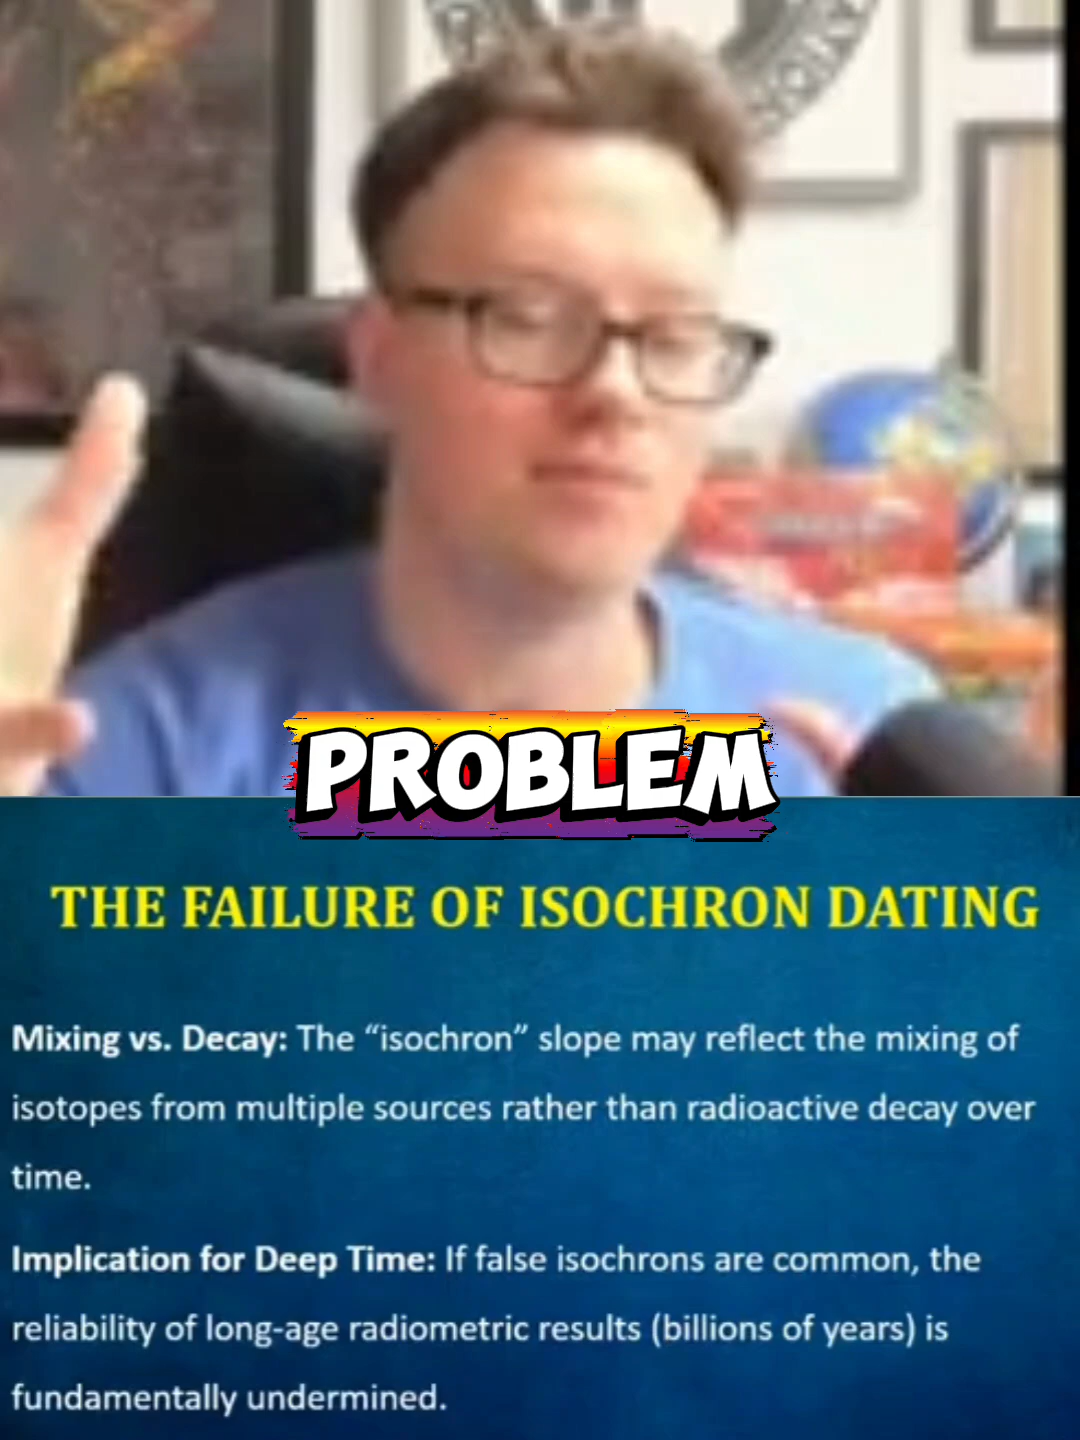 PROBLEM
THE FAILURE OF ISOCHRON DATING
Mixing vs. Decay: The “isochron” slope may reflect the mixing of
isotopes from multiple sources rather than radioactive decay over
time.
Implication for Deep Time: If false isochrons are common, the
reliability of long-age radiometric results (billions of years) is
fundamentally undermined.